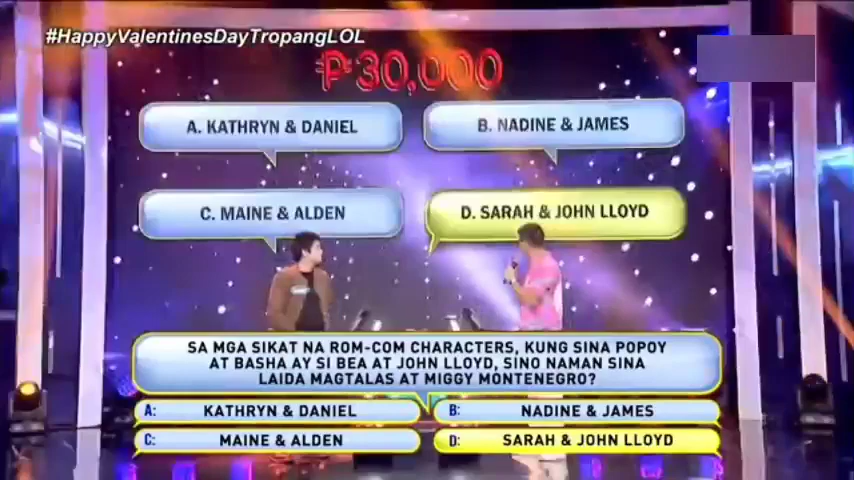 #HappyValentinesDayTropangLOL
₱30,000
A. KATHRYN & DANIEL
B. NADINE & JAMES
C. MAINE & ALDEN
D. SARAH & JOHN LLOYD
SA MGA SIKAT NA ROM-COM CHARACTERS, KUNG SINA POPOY
AT BASHA AY SI BEA AT JOHN LLOYD, SINO NAMAN SINA
LAIDA MAGTALAS AT MIGGY MONTENEGRO?
A: KATHRYN & DANIEL
B: NADINE & JAMES
C: MAINE & ALDEN
D: SARAH & JOHN LLOYD